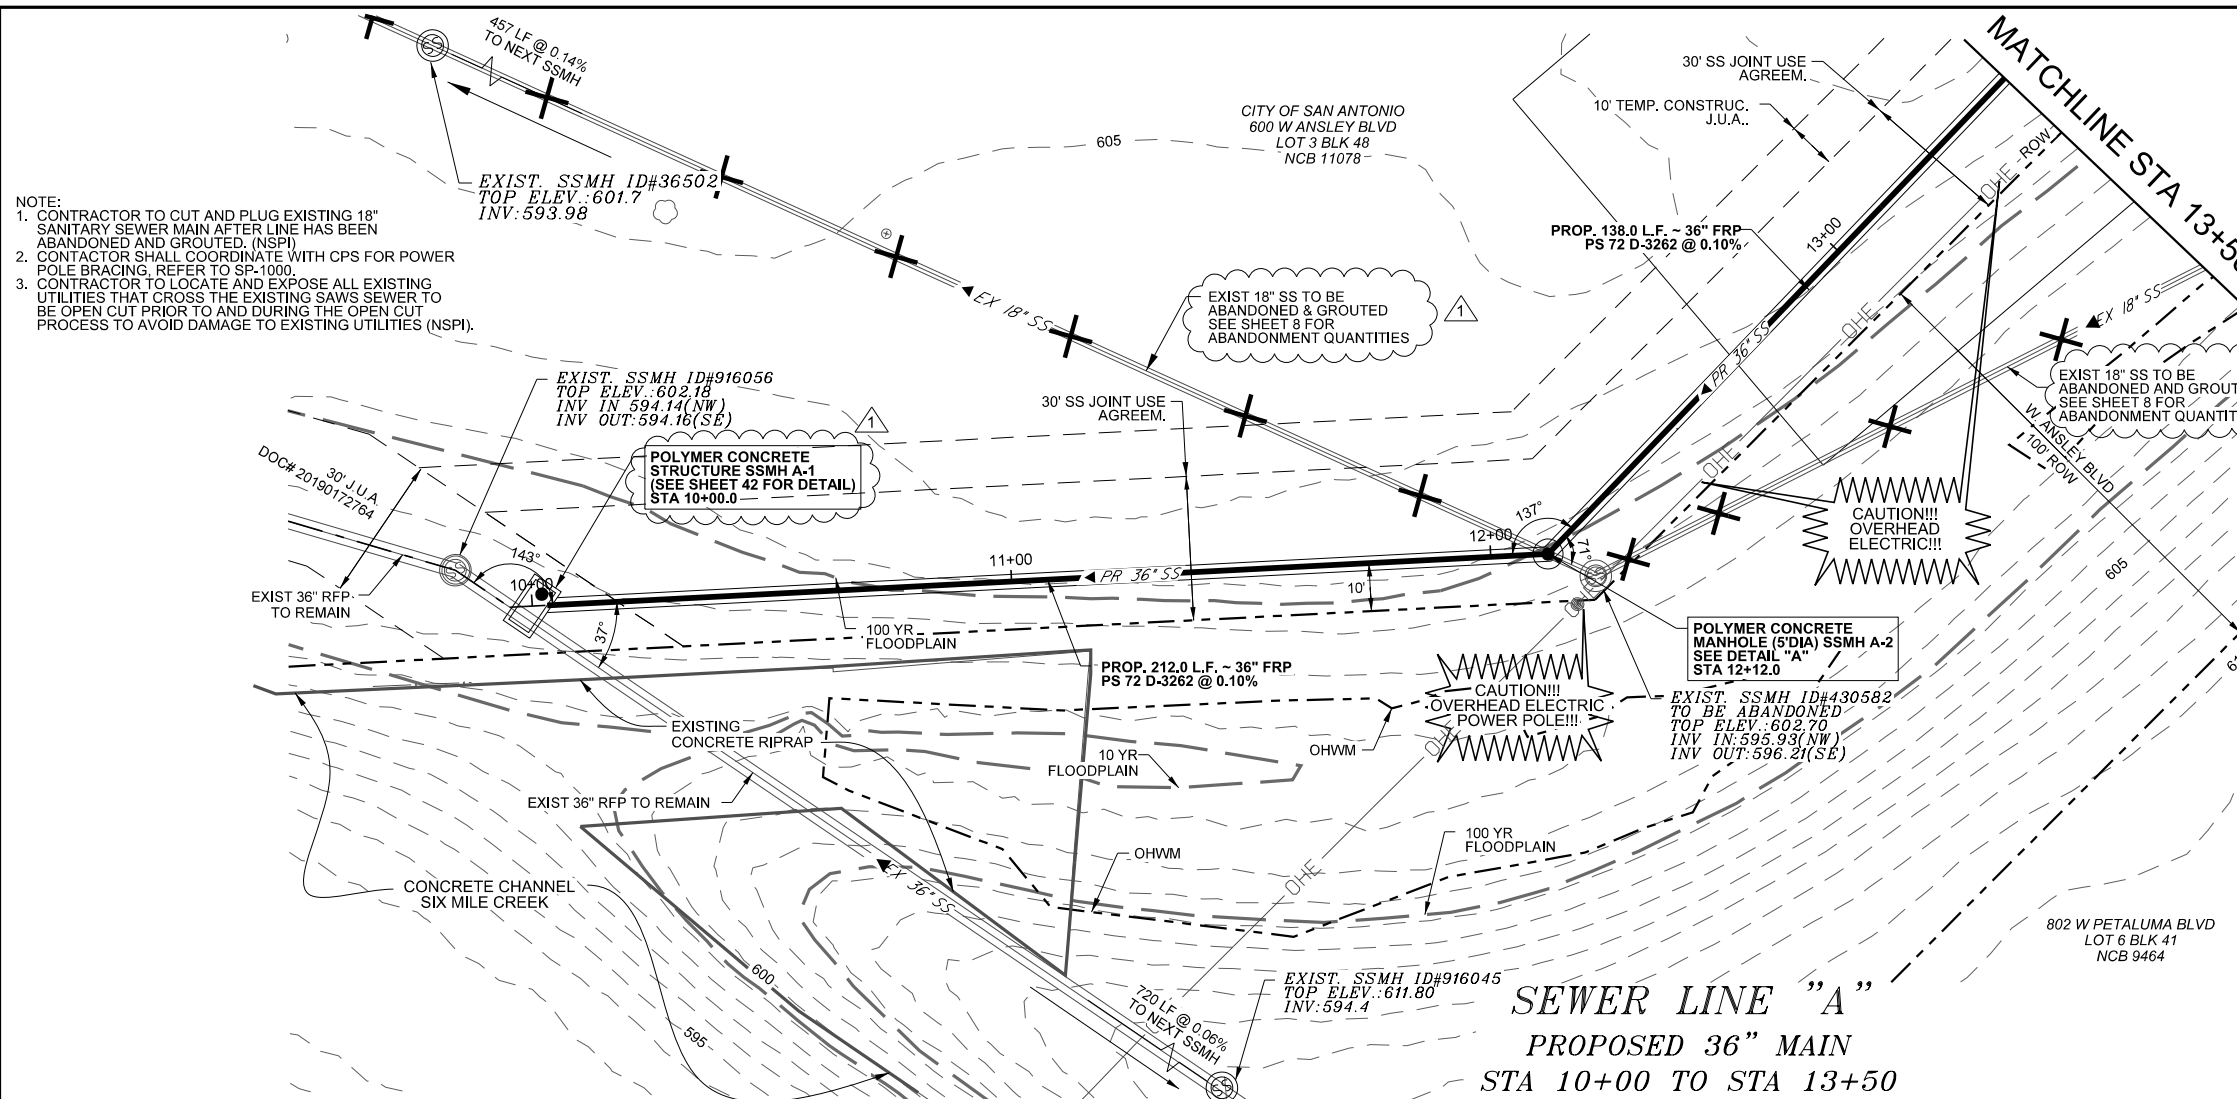 457 LF @ 0.14%
TO NEXT SSMH
EXIST. SSMH ID#36502
TOP ELEV.:601.7
INV:593.98
NOTE:
1. CONTRACTOR TO CUT AND PLUG EXISTING 18"
SANITARY SEWER MAIN AFTER LINE HAS BEEN
ABANDONED AND GROUTED. (NSPI)
2. CONTACTOR SHALL COORDINATE WITH CPS FOR POWER
POLE BRACING, REFER TO SP-1000.
3. CONTRACTOR TO LOCATE AND EXPOSE ALL EXISTING
UTILITIES THAT CROSS THE EXISTING SAWS SEWER TO
BE OPEN CUT PRIOR TO AND DURING THE OPEN CUT
PROCESS TO AVOID DAMAGE TO EXISTING UTILITIES (NSPI).
605
CITY OF SAN ANTONIO
600 W ANSLEY BLVD
LOT 3 BLK 48
NCB 11078
30' SS JOINT USE
AGREEM.
10' TEMP. CONSTRUC.
J.U.A..
MATCHLINE STA 13+50
ROW
OHE
PROP. 138.0 L.F. ~ 36" FRP
PS 72 D-3262 @ 0.10%
13+00
EX 18" SS
EXIST 18" SS TO BE
ABANDONED & GROUTED
SEE SHEET 8 FOR
ABANDONMENT QUANTITIES
1
OHE
PR 36" SS
EX 18" SS
EXIST 18" SS TO BE
ABANDONED AND GROUT
SEE SHEET 8 FOR
ABANDONMENT QUANTIT
W ANSLEY BLVD
100' ROW
EXIST. SSMH ID#916056
TOP ELEV.:602.18
INV IN 594.14(NW)
INV OUT:594.16(SE)
1
30' SS JOINT USE
AGREEM.
POLYMER CONCRETE
STRUCTURE SSMH A-1
(SEE SHEET 42 FOR DETAIL)
STA 10+00.0
30' J.U.A
DOC# 20190172764
OHE
CAUTION!!!
OVERHEAD
ELECTRIC!!!
137°
71°
12+00
11+00
PR 36" SS
143°
10+00
37°
10'
SS
SS
SS
SS
605
EXIST 36" RFP
TO REMAIN
100 YR
FLOODPLAIN
PROP. 212.0 L.F. ~ 36" FRP
PS 72 D-3262 @ 0.10%
POLYMER CONCRETE
MANHOLE (5'DIA) SSMH A-2
SEE DETAIL "A"
STA 12+12.0
CAUTION!!!
OVERHEAD ELECTRIC
POWER POLE!!!
EXIST. SSMH ID#430582
TO BE ABANDONED
TOP ELEV.:602.70
INV IN:595.93(NW)
INV OUT:596.21(SE)
EXISTING
CONCRETE RIPRAP
OHWM
10 YR
FLOODPLAIN
EXIST 36" RFP TO REMAIN
100 YR
FLOODPLAIN
OHWM
EX 36" SS
OHE
CONCRETE CHANNEL
SIX MILE CREEK
802 W PETALUMA BLVD
LOT 6 BLK 41
NCB 9464
600
595
720 LF @ 0.06%
TO NEXT SSMH
EXIST. SSMH ID#916045
TOP ELEV.:611.80
INV:594.4
SEWER LINE "A"
PROPOSED 36" MAIN
STA 10+00 TO STA 13+50